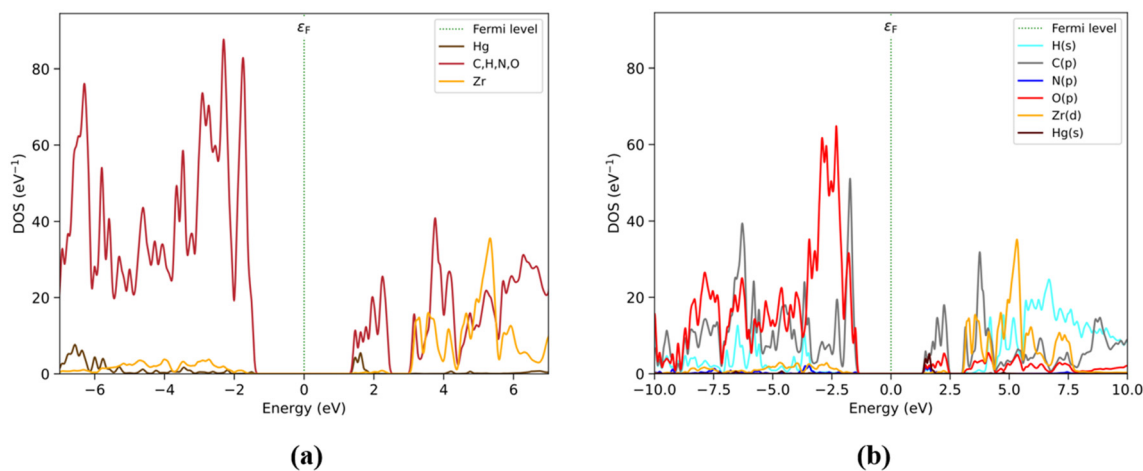 ε_F
Fermi level
Hg
C,H,N,O
Zr
DOS (eV⁻¹)
80
60
40
20
0
−6
−4
−2
0
2
4
6
Energy (eV)
(a)
ε_F
Fermi level
H(s)
C(p)
N(p)
O(p)
Zr(d)
Hg(s)
DOS (eV⁻¹)
80
60
40
20
0
−10.0
−7.5
−5.0
−2.5
0.0
2.5
5.0
7.5
10.0
Energy (eV)
(b)